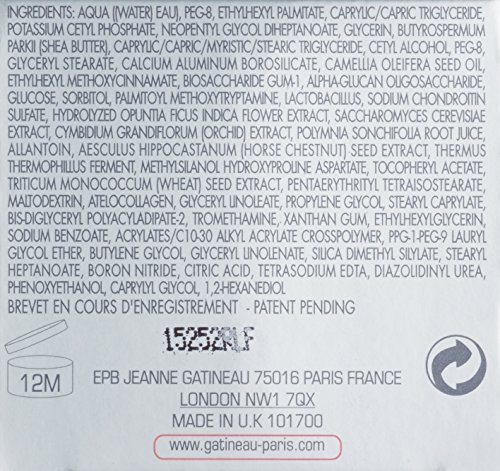 INGREDIENTS: AQUA ((WATER) EAU), PEG-8, ETHYLHEXYL PALMITATE, CAPRYLIC/CAPRIC TRIGLYCERIDE,
POTASSIUM CETYL PHOSPHATE, NEOPENTYL GLYCOL DIHEPTANOATE, GLYCERIN, BUTYROSPERMUM
PARKII (SHEA BUTTER), CAPRYLIC/CAPRIC/MYRISTIC/STEARIC TRIGLYCERIDE, CETYL ALCOHOL, PEG-8,
GLYCERYL STEARATE, CALCIUM ALUMINUM BOROSILICATE, CAMELLIA OLEIFERA SEED OIL,
ETHYLHEXYL METHOXYCINNAMATE, BIOSACCHARIDE GUM-1, ALPHA-GLUCAN OLIGOSACCHARIDE,
GLUCOSE, SORBITOL, PALMITOYL METHOXYTRYPTAMINE, LACTOBACILLUS, SODIUM CHONDROITIN
SULFATE, HYDROLYZED OPUNTIA FICUS INDICA FLOWER EXTRACT, SACCHAROMYCES CEREVISIAE
EXTRACT, CYMBIDIUM GRANDIFLORUM (ORCHID) EXTRACT, POLYMNIA SONCHIFOLIA ROOT JUICE,
ALLANTOIN, AESCULUS HIPPOCASTANUM (HORSE CHESTNUT) SEED EXTRACT, THERMUS
THERMOPHILLUS FERMENT, METHYLSILANOL HYDROXYPROLINE ASPARTATE, TOCOPHERYL ACETATE,
TRITICUM MONOCOCCUM (WHEAT) SEED EXTRACT, PENTAERYTHRITYL TETRAISOSTEARATE,
MALTODEXTRIN, ATELOCOLLAGEN, GLYCERYL LINOLEATE, PROPYLENE GLYCOL, STEARYL CAPRYLATE,
BIS-DIGLYCERYL POLYACYLADIPATE-2, TROMETHAMINE, XANTHAN GUM, ETHYLHEXYLGLYCERIN,
SODIUM BENZOATE, ACRYLATES/C10-30 ALKYL ACRYLATE CROSSPOLYMER, PPG-1-PEG-9 LAURYL
GLYCOL ETHER, BUTYLENE GLYCOL, GLYCERYL LINOLENATE, SILICA DIMETHYL SILYLATE, STEARYL
HEPTANOATE, BORON NITRIDE, CITRIC ACID, TETRASODIUM EDTA, DIAZOLIDINYL UREA,
PHENOXYETHANOL, CAPRYLYL GLYCOL, 1,2-HEXANEDIOL
BREVET EN COURS D'ENREGISTREMENT - PATENT PENDING
15252RLF
12M
EPB JEANNE GATINEAU 75016 PARIS FRANCE
LONDON NW1 7QX
MADE IN U.K 101700
www.gatineau-paris.com